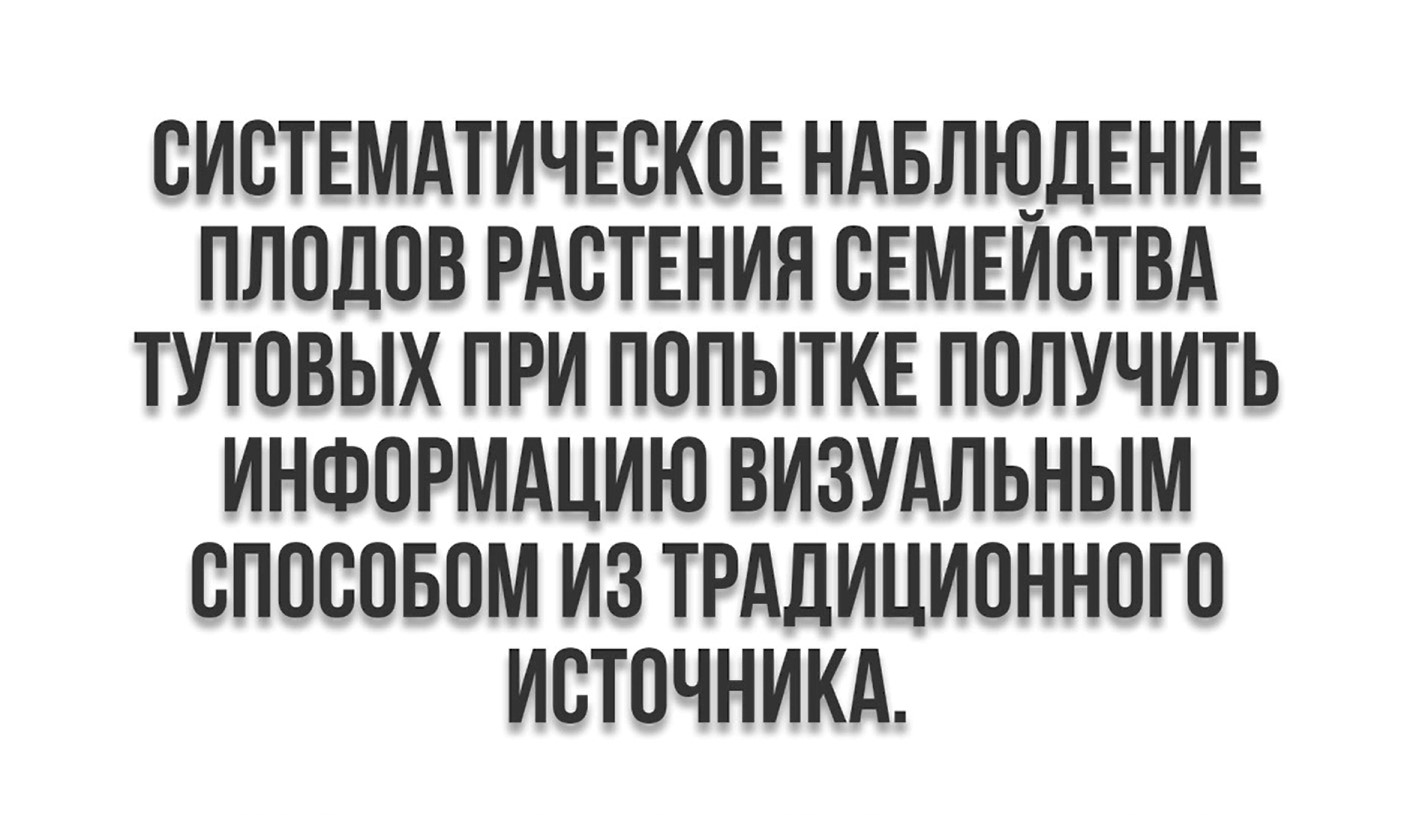 СИСТЕМАТИЧЕСКОЕ НАБЛЮДЕНИЕ
ПЛОДОВ РАСТЕНИЯ СЕМЕЙСТВА
ТУТОВЫХ ПРИ ПОПЫТКЕ ПОЛУЧИТЬ
ИНФОРМАЦИЮ ВИЗУАЛЬНЫМ
СПОСОБОМ ИЗ ТРАДИЦИОННОГО
ИСТОЧНИКА.